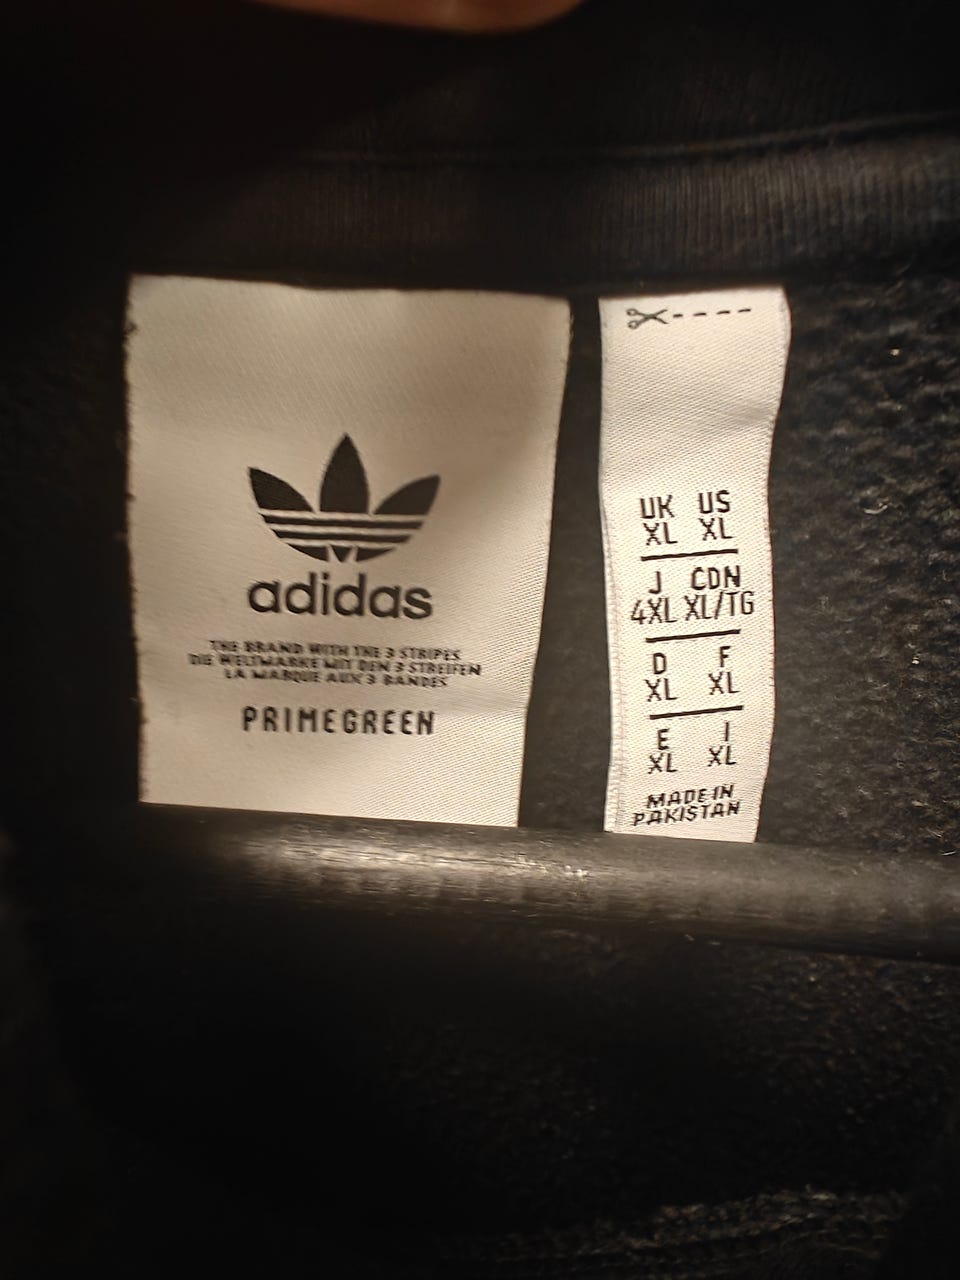 adidas
THE BRAND WITH THE 3 STRIPES
DIE WELTMARKE MIT DEN 3 STREIFEN
LA MARQUE AUX 3 BANDES
PRIMEGREEN
UK US
XL XL
J CDN
4XL XL/TG
D F
XL XL
E I
XL XL
MADE IN
PAKISTAN